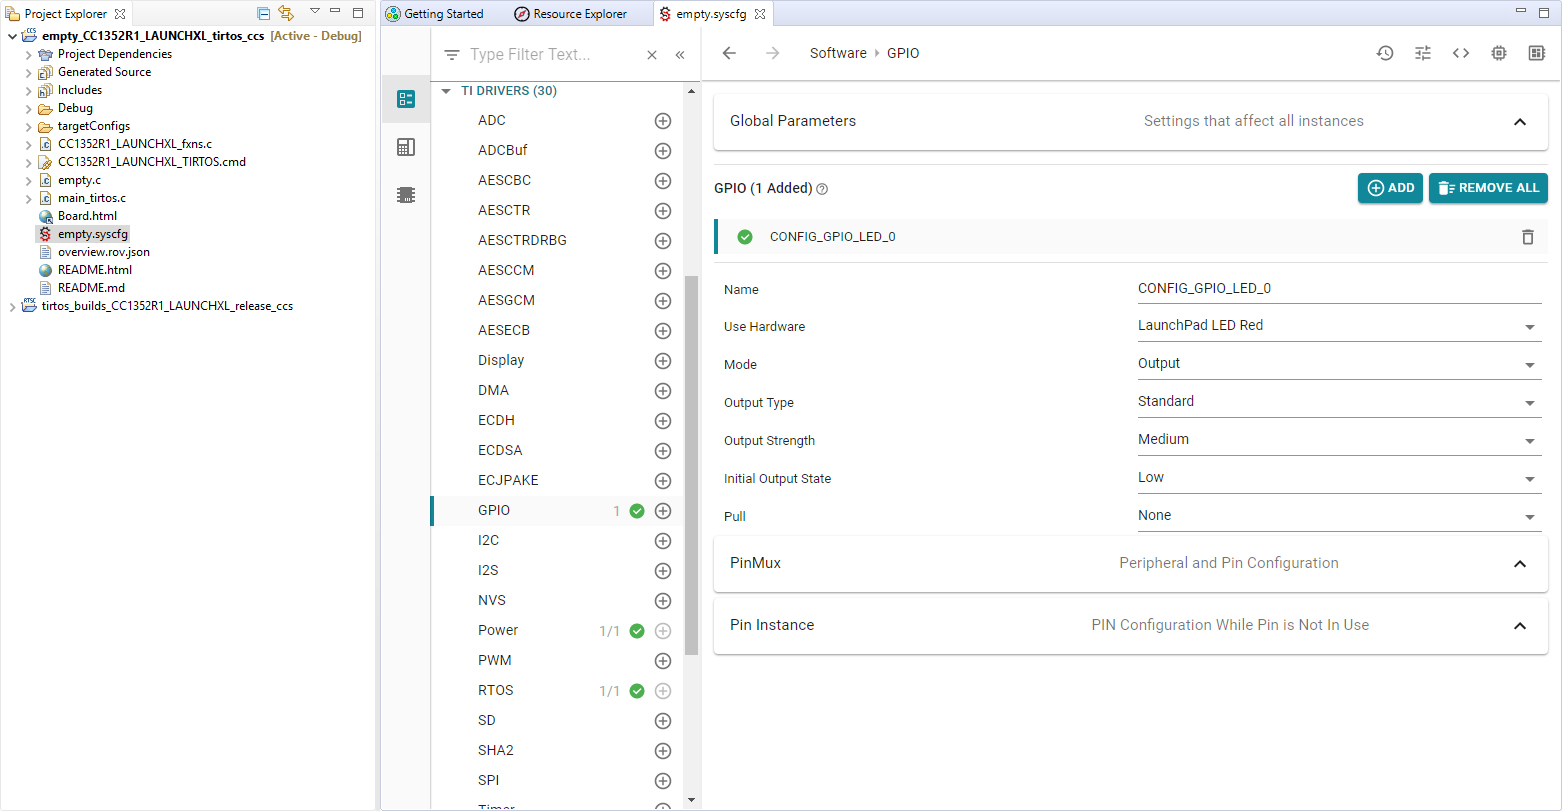 Project Explorer
empty_CC1352R1_LAUNCHXL_tirtos_ccs [Active - Debug]
Project Dependencies
Generated Source
Includes
Debug
targetConfigs
CC1352R1_LAUNCHXL_fxns.c
CC1352R1_LAUNCHXL_TIRTOS.cmd
empty.c
main_tirtos.c
Board.html
empty.syscfg
overview.rov.json
README.html
README.md
tirtos_builds_CC1352R1_LAUNCHXL_release_ccs
Getting Started
Resource Explorer
empty.syscfg
Type Filter Text...
TI DRIVERS (30)
ADC
ADCBuf
AESCBC
AESCTR
AESCTRDRBG
AESCCM
AESGCM
AESECB
Display
DMA
ECDH
ECDSA
ECJPAKE
GPIO 1
I2C
I2S
NVS
Power 1/1
PWM
RTOS 1/1
SD
SHA2
SPI
Timer
Software > GPIO
Global Parameters Settings that affect all instances
GPIO (1 Added)
ADD
REMOVE ALL
CONFIG_GPIO_LED_0
Name CONFIG_GPIO_LED_0
Use Hardware LaunchPad LED Red
Mode Output
Output Type Standard
Output Strength Medium
Initial Output State Low
Pull None
PinMux Peripheral and Pin Configuration
Pin Instance PIN Configuration While Pin is Not In Use